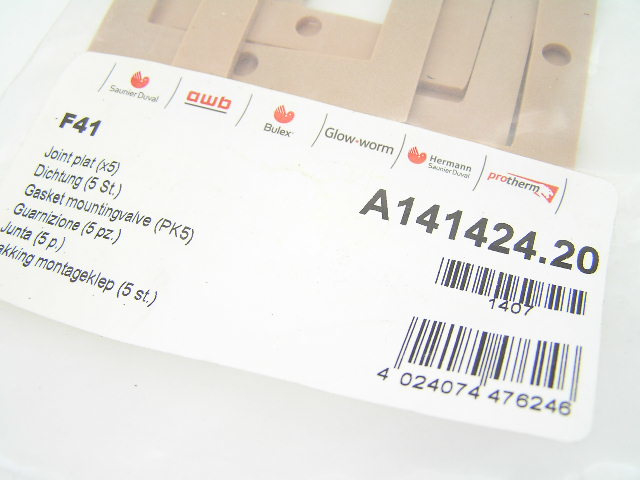 Saunier Duval
awb
Bulex
Glow-worm
Hermann
Saunier Duval
protherm
F41
Joint plat (x5)
Dichtung (5 St.)
Gasket mountingvalve (PK5)
Guarnizione (5 pz.)
Junta (5 p.)
akking montageklep (5 st.)
A141424.20
1407
4 024074 476246